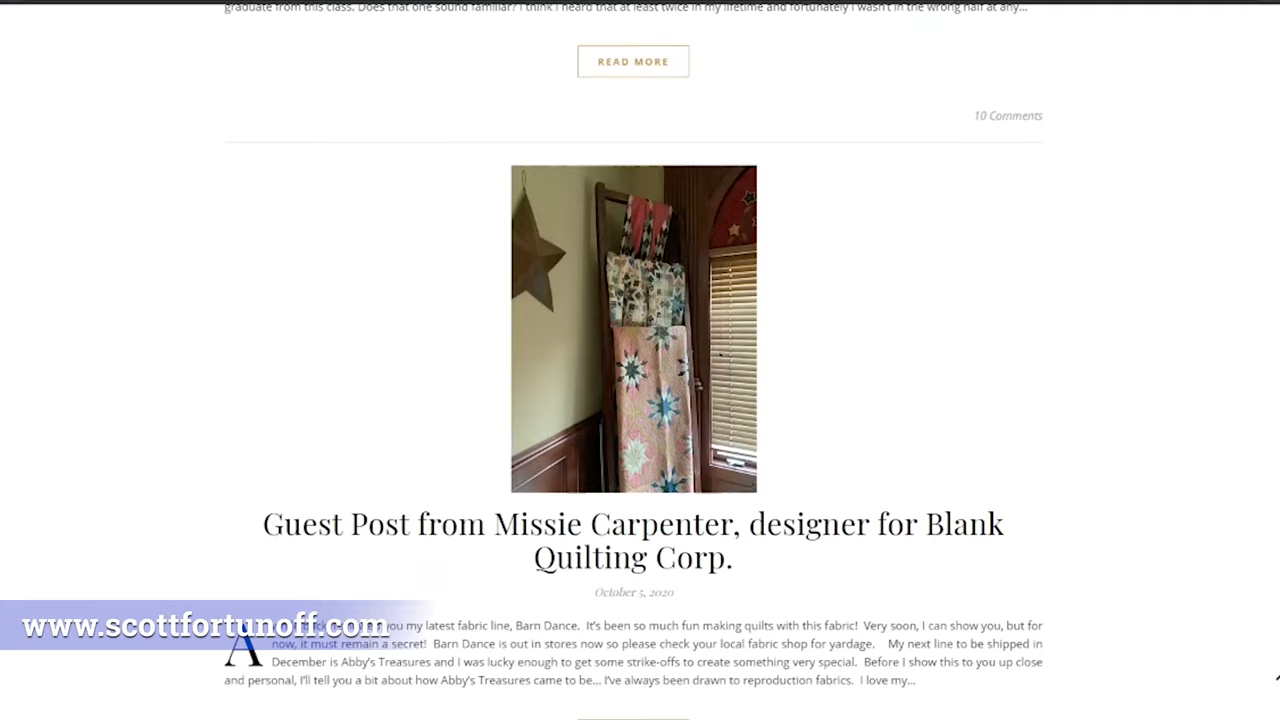 graduate from this class. Does that one sound familiar? I think I heard that at least twice in my lifetime and fortunately I wasn't in the wrong half at any...
READ MORE
10 Comments
Guest Post from Missie Carpenter, designer for Blank
Quilting Corp.
October 5, 2020
www.scottfortunoff.com
A you my latest fabric line, Barn Dance. It's been so much fun making quilts with this fabric! Very soon, I can show you, but for
now, it must remain a secret! Barn Dance is out in stores now so please check your local fabric shop for yardage. My next line to be shipped in
December is Abby's Treasures and I was lucky enough to get some strike-offs to create something very special. Before I show this to you up close
and personal, I'll tell you a bit about how Abby's Treasures came to be... I've always been drawn to reproduction fabrics. I love my...